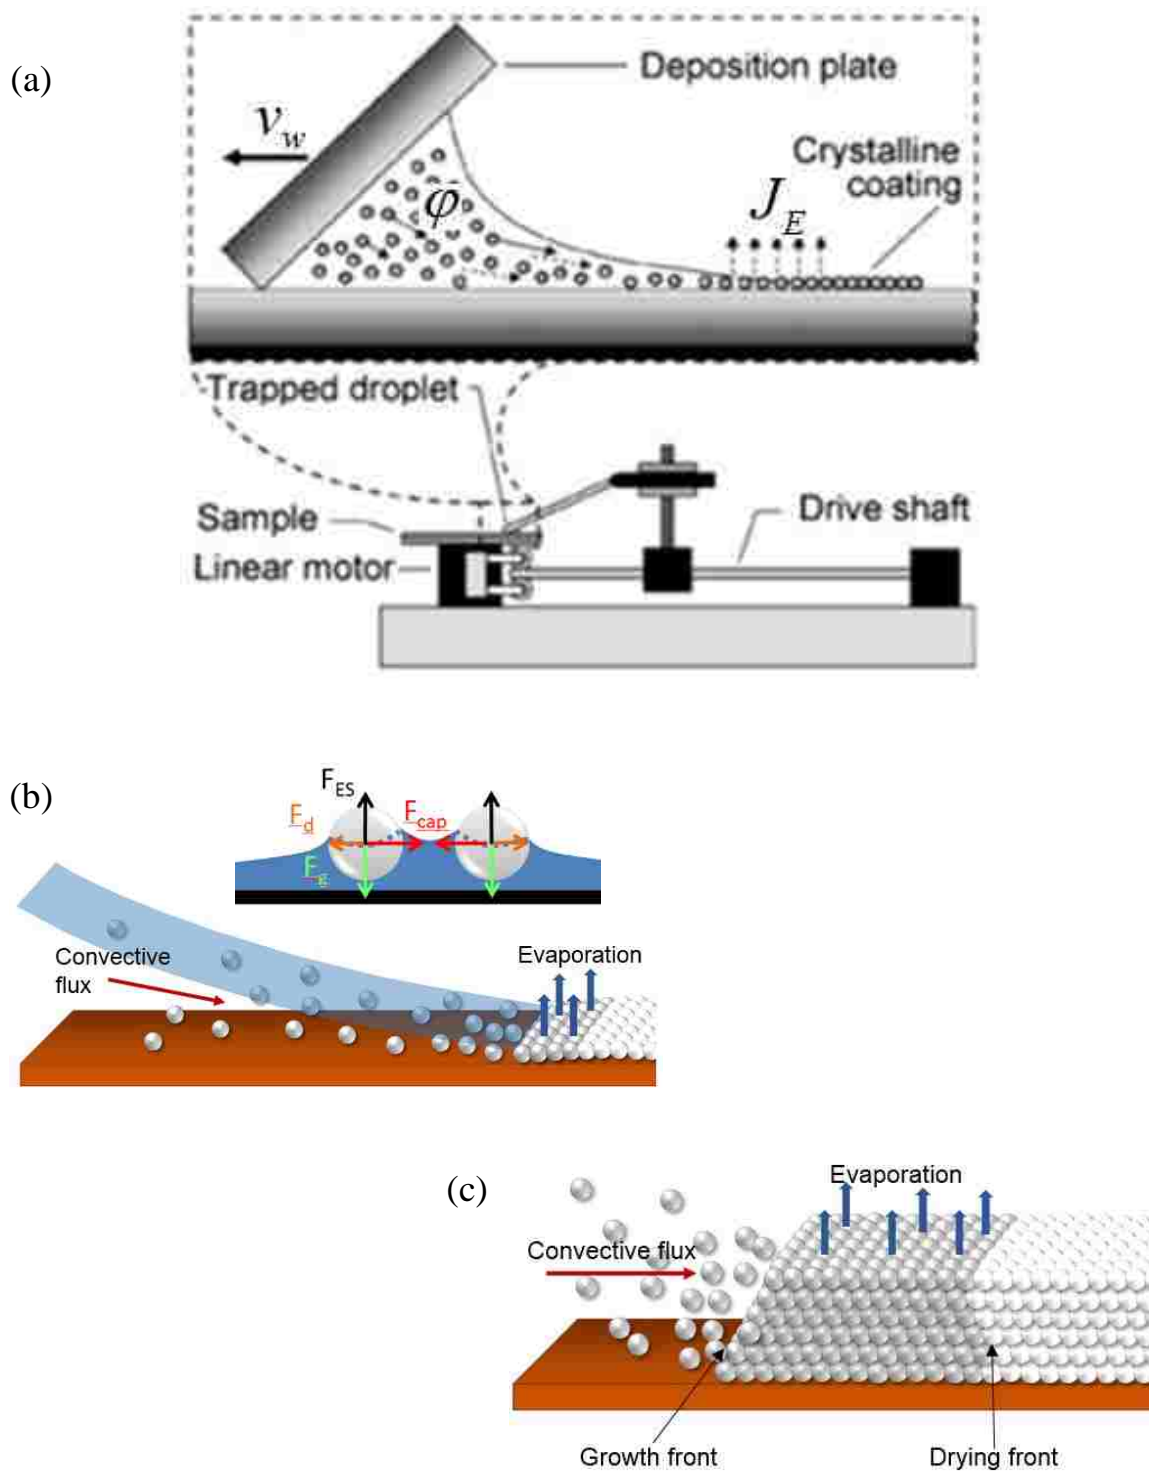 (a)
Deposition plate
v_w
Crystalline
coating
φ
J_E
Trapped droplet
Sample
Drive shaft
Linear motor
(b)
F_ES
F_d
F_cap
F_g
Convective
flux
Evaporation
(c)
Evaporation
Convective flux
Growth front
Drying front